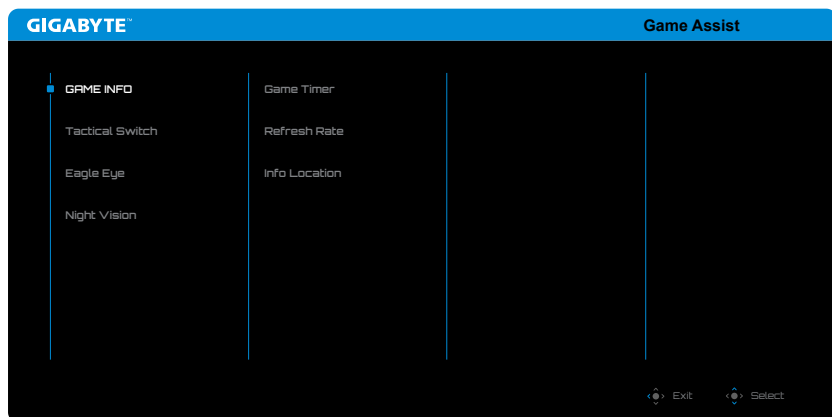 GIGABYTE™
Game Assist
GAME INFO
Game Timer
Tactical Switch
Refresh Rate
Eagle Eye
Info Location
Night Vision
Exit
Select